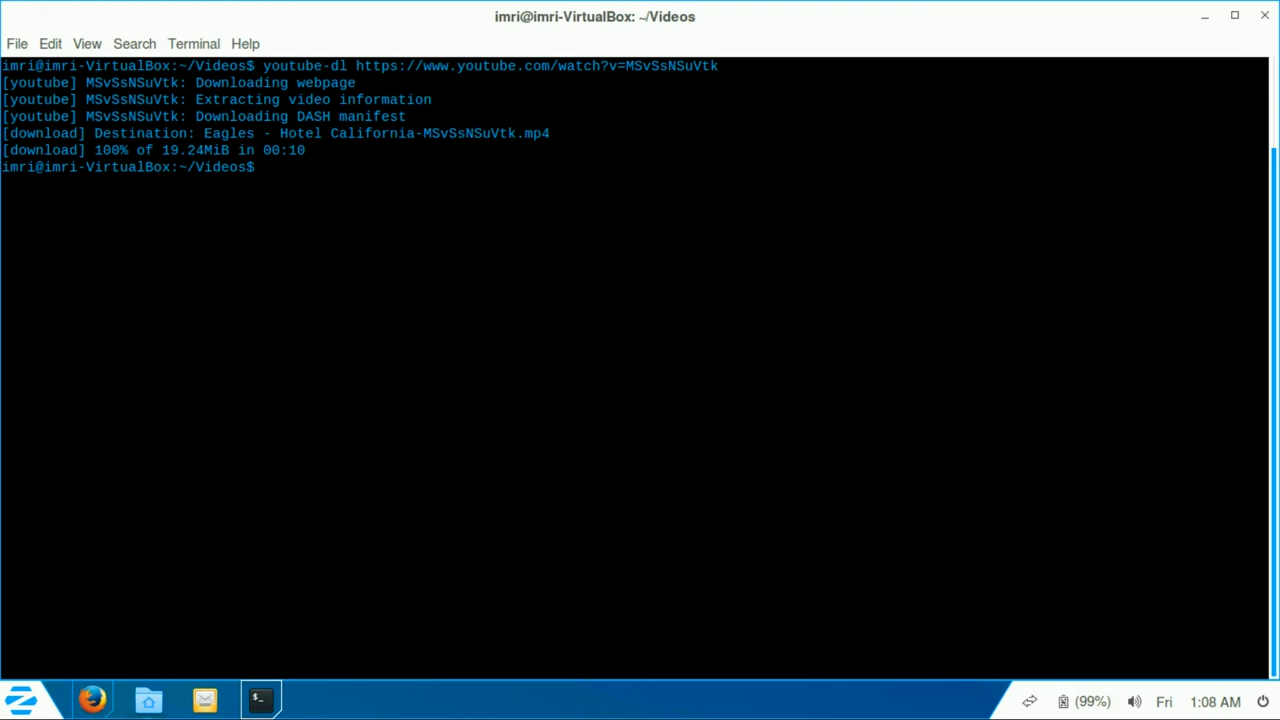 imri@imri-VirtualBox: ~/Videos
File Edit View Search Terminal Help
imri@imri-VirtualBox:~/Videos$ youtube-dl https://www.youtube.com/watch?v=MSvSsNSuVtk
[youtube] MSvSsNSuVtk: Downloading webpage
[youtube] MSvSsNSuVtk: Extracting video information
[youtube] MSvSsNSuVtk: Downloading DASH manifest
[download] Destination: Eagles - Hotel California-MSvSsNSuVtk.mp4
[download] 100% of 19.24MiB in 00:10
imri@imri-VirtualBox:~/Videos$
$_
(99%) Fri 1:08 AM